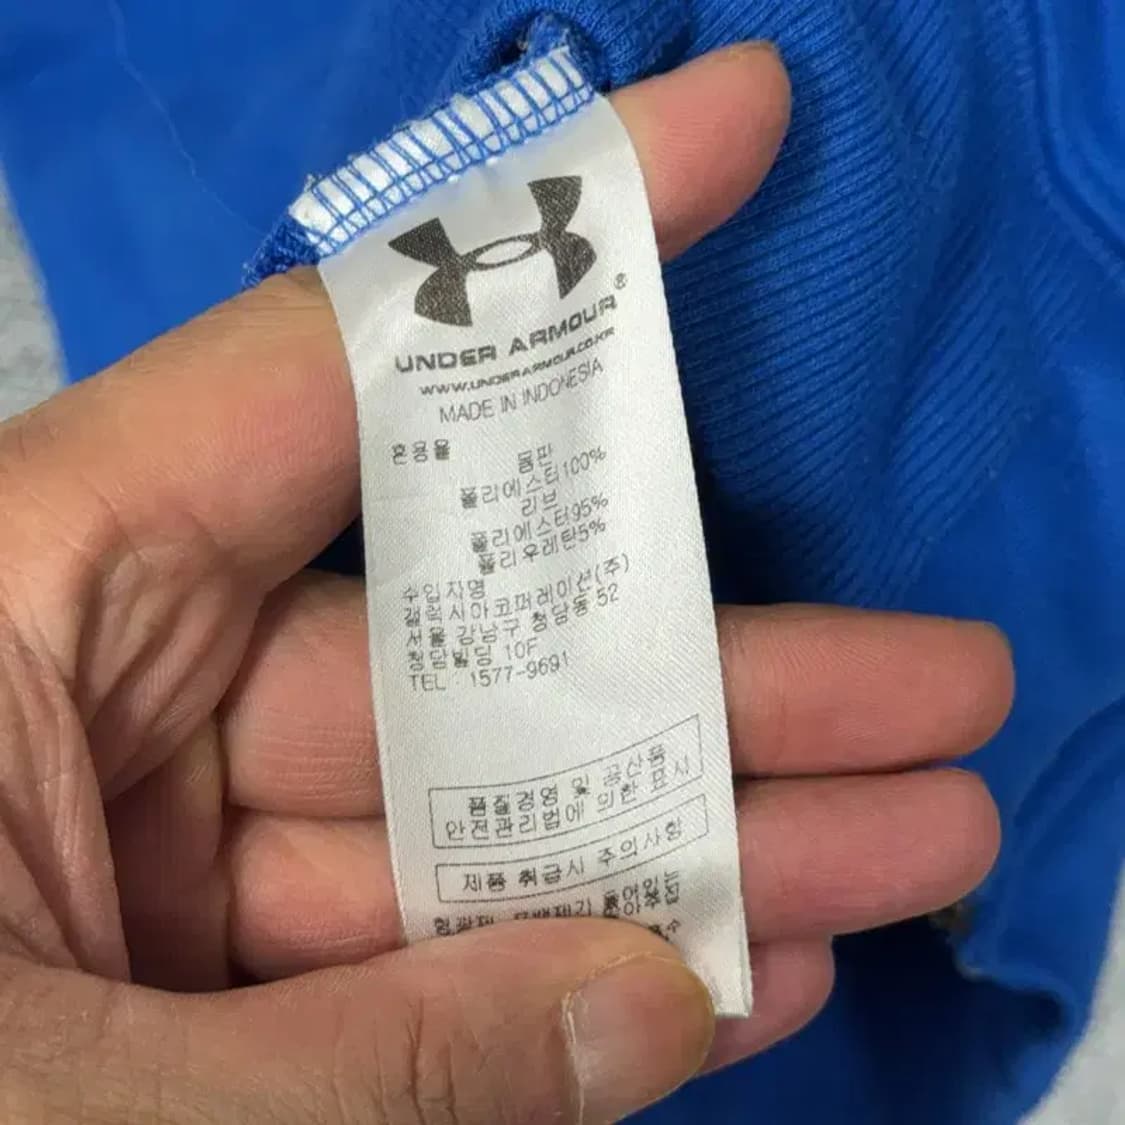 UNDER ARMOUR®
WWW.UNDERARMOUR.CO.KR
MADE IN INDONESIA
혼용율
몸판
폴리에스터100%
리브
폴리에스터95%
폴리우레탄5%
수입자명
갤럭시아코퍼레이션(주)
서울 강남구 청담동 52
청담빌딩 10F
TEL : 1577-9691
품질경영 및 공산품
안전관리법에 의한 표시
제품 취급시 주의사항